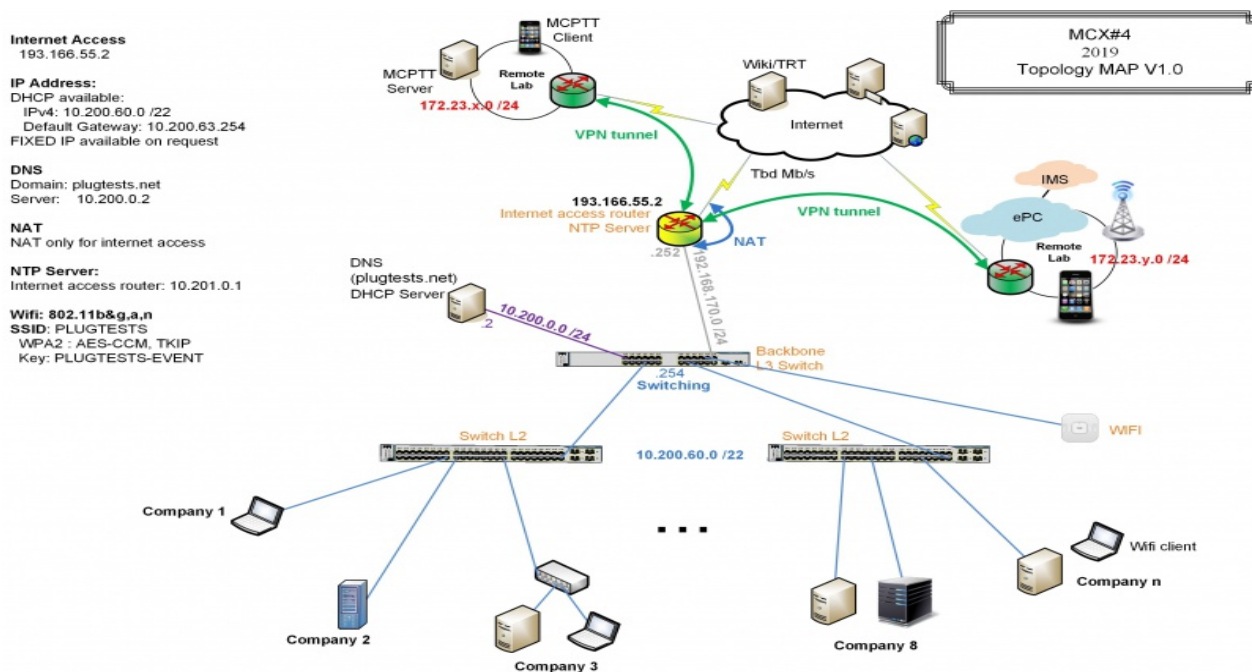 Internet Access
193.166.55.2
IP Address:
DHCP available:
IPv4: 10.200.60.0 /22
Default Gateway: 10.200.63.254
FIXED IP available on request
DNS
Domain: plugtests.net
Server: 10.200.0.2
NAT
NAT only for internet access
NTP Server:
Internet access router: 10.201.0.1
Wifi: 802.11b&g,a,n
SSID: PLUGTESTS
WPA2 : AES-CCM, TKIP
Key: PLUGTESTS-EVENT
MCPTT
Client
MCPTT
Server
Remote
Lab
172.23.x.0 /24
VPN tunnel
Wiki/TRT
Internet
Tbd Mb/s
MCX#4
2019
Topology MAP V1.0
193.166.55.2
Internet access router
NTP Server
.252
NAT
VPN tunnel
IMS
ePC
Remote
Lab
172.23.y.0 /24
192.168.170.0 /24
DNS
(plugtests.net)
DHCP Server
.2
10.200.0.0 /24
Backbone
L3 Switch
.254
Switching
WIFI
Switch L2
10.200.60.0 /22
Switch L2
Company 1
...
Wifi client
Company n
Company 2
Company 3
Company 8